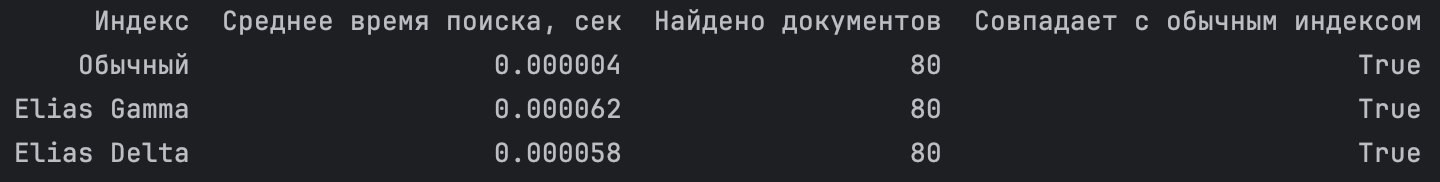 Индекс Среднее время поиска, сек Найдено документов Совпадает с обычным индексом
Обычный 0.000004 80 True
Elias Gamma 0.000062 80 True
Elias Delta 0.000058 80 True